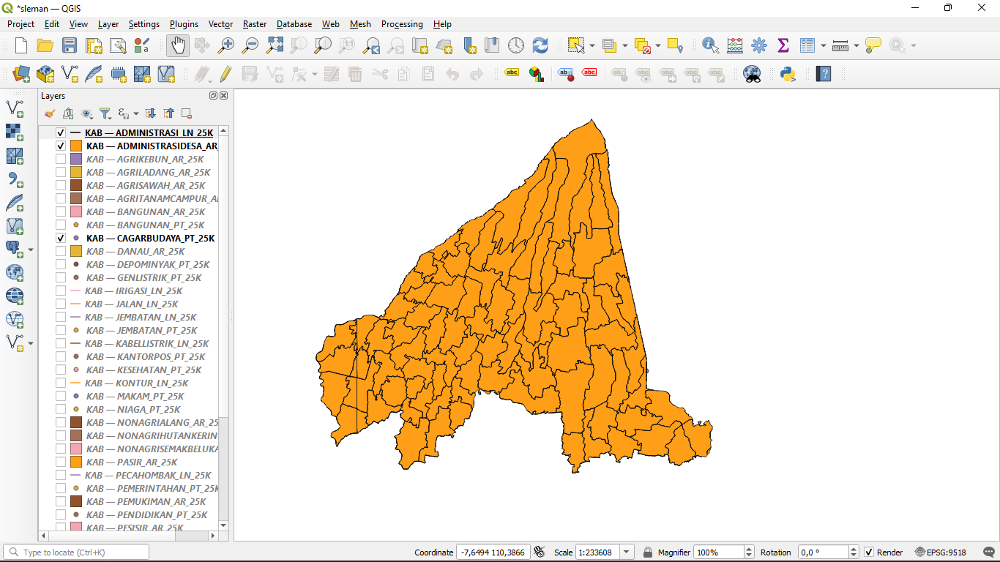 *sleman — QGIS
Project Edit View Layer Settings Plugins Vector Raster Database Web Mesh Processing Help
Layers
KAB — ADMINISTRASI_LN_25K
KAB — ADMINISTRASIDESA_AR_
KAB — AGRIKEBUN_AR_25K
KAB — AGRILADANG_AR_25K
KAB — AGRISAWAH_AR_25K
KAB — AGRITANAMCAMPUR_A
KAB — BANGUNAN_AR_25K
KAB — BANGUNAN_PT_25K
KAB — CAGARBUDAYA_PT_25K
KAB — DANAU_AR_25K
KAB — DEPOMINYAK_PT_25K
KAB — GENLISTRIK_PT_25K
KAB — IRIGASI_LN_25K
KAB — JALAN_LN_25K
KAB — JEMBATAN_LN_25K
KAB — JEMBATAN_PT_25K
KAB — KABELLISTRIK_LN_25K
KAB — KANTORPOS_PT_25K
KAB — KESEHATAN_PT_25K
KAB — KONTUR_LN_25K
KAB — MAKAM_PT_25K
KAB — NIAGA_PT_25K
KAB — NONAGRIALANG_AR_25
KAB — NONAGRIHUTANKERIN
KAB — NONAGRISEMAKBELUKA
KAB — PASIR_AR_25K
KAB — PECAHOMBAK_LN_25K
KAB — PEMERINTAHAN_PT_25K
KAB — PEMUKIMAN_AR_25K
KAB — PENDIDIKAN_PT_25K
KAB — PESISIR_AR_25K
Type to locate (Ctrl+K) Coordinate -7,6494 110,3866 Scale 1:233608 Magnifier 100% Rotation 0,0 ° Render EPSG:9518